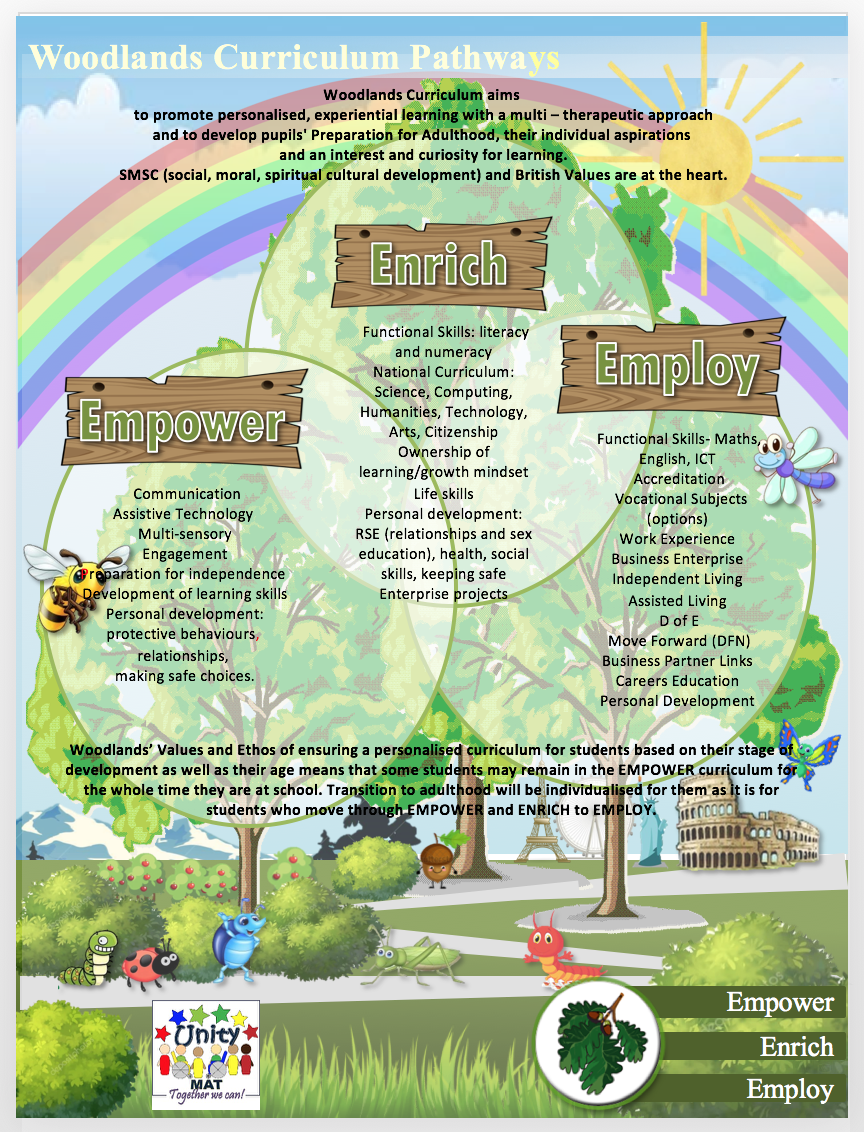 Woodlands Curriculum Pathways
Woodlands Curriculum aims
to promote personalised, experiential learning with a multi – therapeutic approach
and to develop pupils' Preparation for Adulthood, their individual aspirations
and an interest and curiosity for learning.
SMSC (social, moral, spiritual cultural development) and British Values are at the heart.
Enrich
Functional Skills: literacy
and numeracy
National Curriculum:
Science, Computing,
Humanities, Technology,
Arts, Citizenship
Ownership of
learning/growth mindset
Life skills
Personal development:
RSE (relationships and sex
education), health, social
skills, keeping safe
Enterprise projects
Empower
Communication
Assistive Technology
Multi-sensory
Engagement
Preparation for independence
Development of learning skills
Personal development:
protective behaviours,
relationships,
making safe choices.
Employ
Functional Skills- Maths,
English, ICT
Accreditation
Vocational Subjects
(options)
Work Experience
Business Enterprise
Independent Living
Assisted Living
D of E
Move Forward (DFN)
Business Partner Links
Careers Education
Personal Development
Woodlands’ Values and Ethos of ensuring a personalised curriculum for students based on their stage of
development as well as their age means that some students may remain in the EMPOWER curriculum for
the whole time they are at school. Transition to adulthood will be individualised for them as it is for
students who move through EMPOWER and ENRICH to EMPLOY.
Unity
MAT
Together we can!
Empower
Enrich
Employ